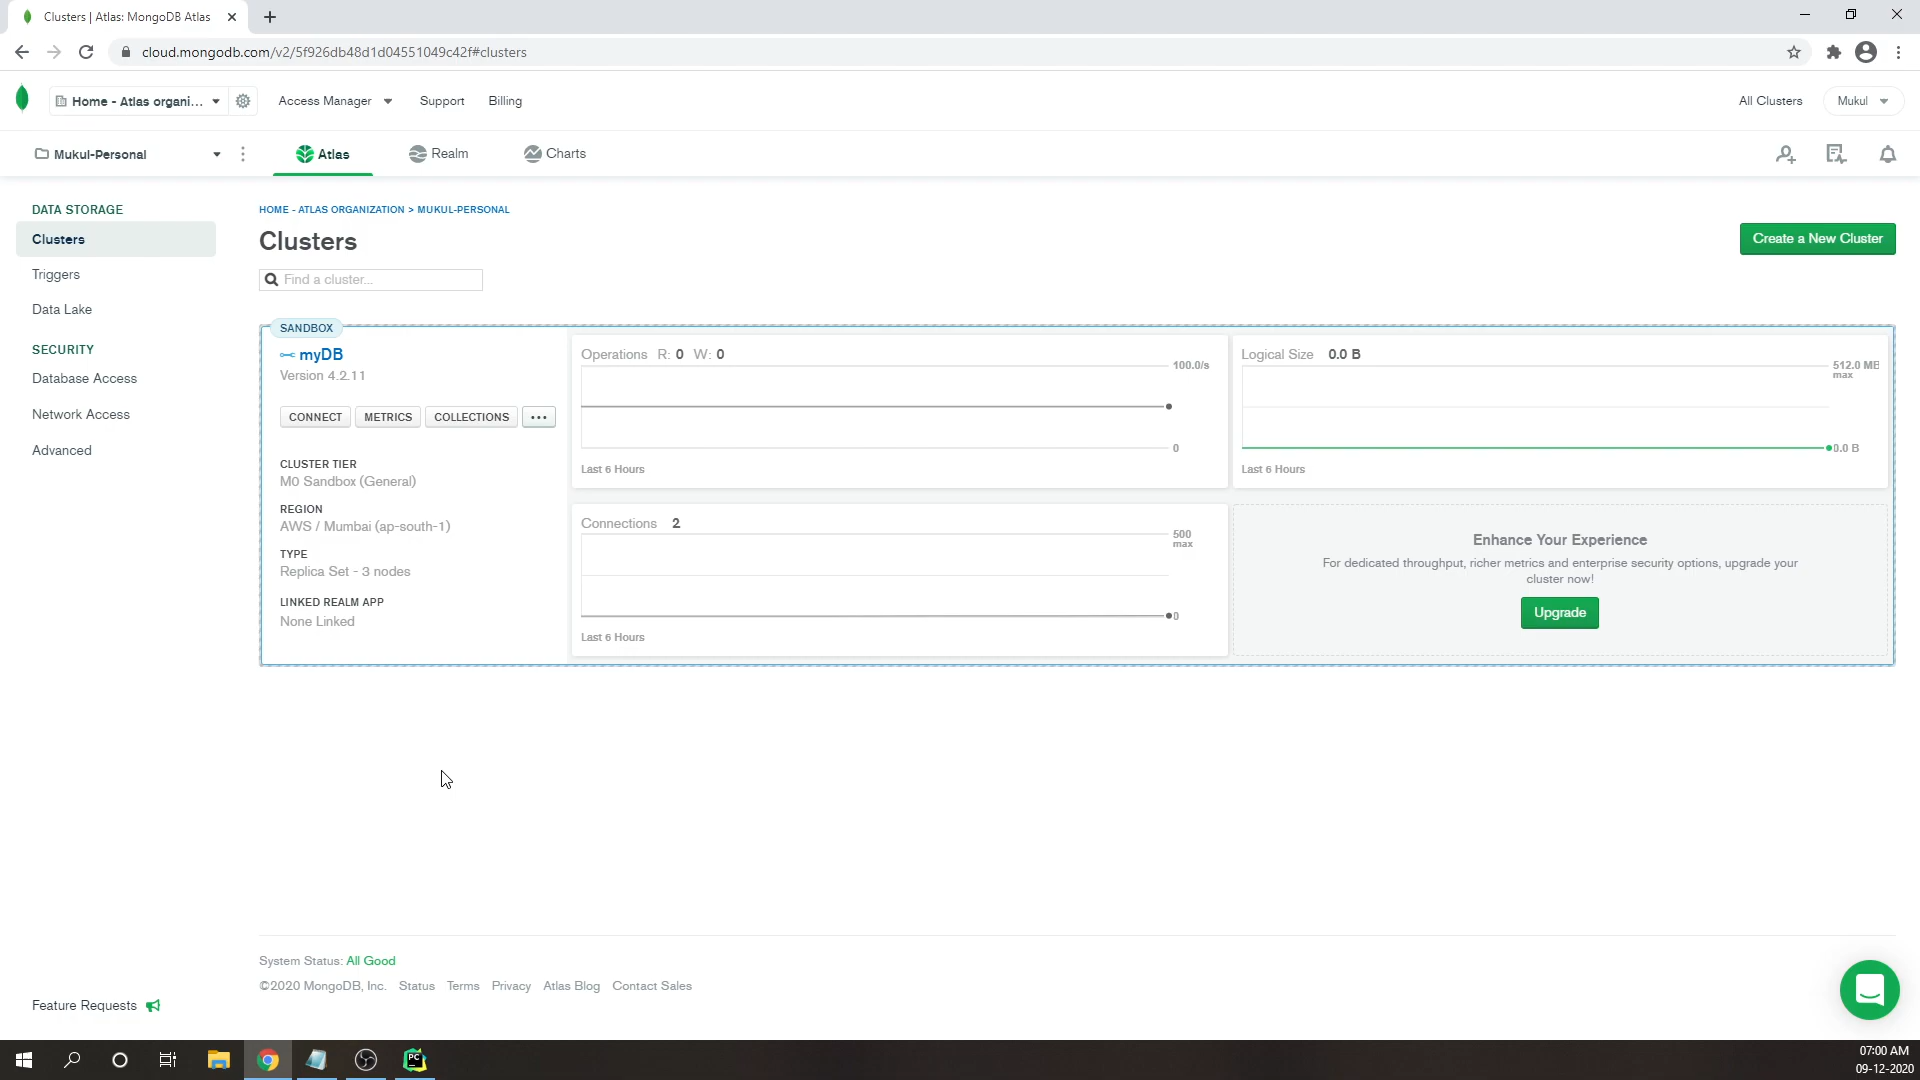 Clusters | Atlas: MongoDB Atlas
cloud.mongodb.com/v2/5f926db48d1d04551049c42f#clusters
Home - Atlas organi...
Access Manager
Support
Billing
All Clusters
Mukul
Mukul-Personal
Atlas
Realm
Charts
DATA STORAGE
Clusters
Triggers
Data Lake
SECURITY
Database Access
Network Access
Advanced
Feature Requests
HOME - ATLAS ORGANIZATION > MUKUL-PERSONAL
Clusters
Create a New Cluster
Find a cluster...
SANDBOX
myDB
Version 4.2.11
CONNECT
METRICS
COLLECTIONS
CLUSTER TIER
M0 Sandbox (General)
REGION
AWS / Mumbai (ap-south-1)
TYPE
Replica Set - 3 nodes
LINKED REALM APP
None Linked
Operations R: 0 W: 0
100.0/s
0
Last 6 Hours
Logical Size 0.0 B
512.0 MB
max
0.0 B
Last 6 Hours
Connections 2
500
max
0
Last 6 Hours
Enhance Your Experience
For dedicated throughput, richer metrics and enterprise security options, upgrade your
cluster now!
Upgrade
System Status: All Good
©2020 MongoDB, Inc. Status Terms Privacy Atlas Blog Contact Sales
PC
07:00 AM
09-12-2020